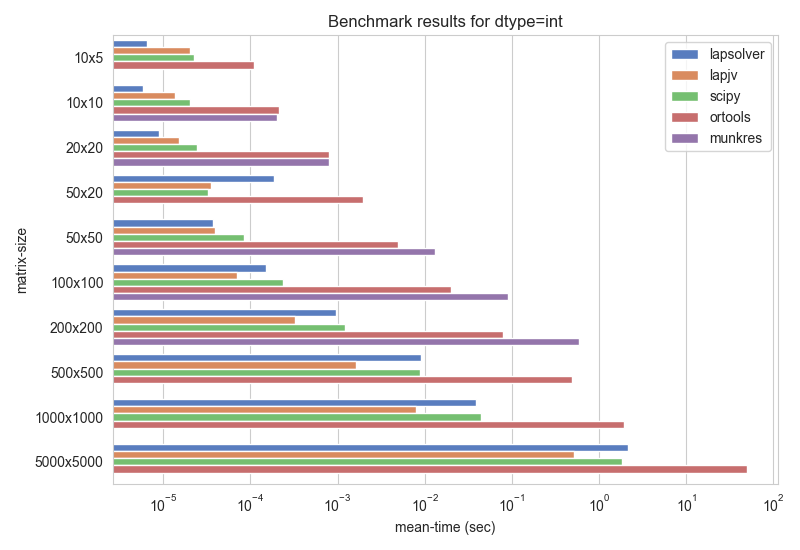 Benchmark results for dtype=int
lapsolver
lapjv
scipy
ortools
munkres
matrix-size
10x5
10x10
20x20
50x20
50x50
100x100
200x200
500x500
1000x1000
5000x5000
10⁻⁵ 10⁻⁴ 10⁻³ 10⁻² 10⁻¹ 10⁰ 10¹ 10²
mean-time (sec)